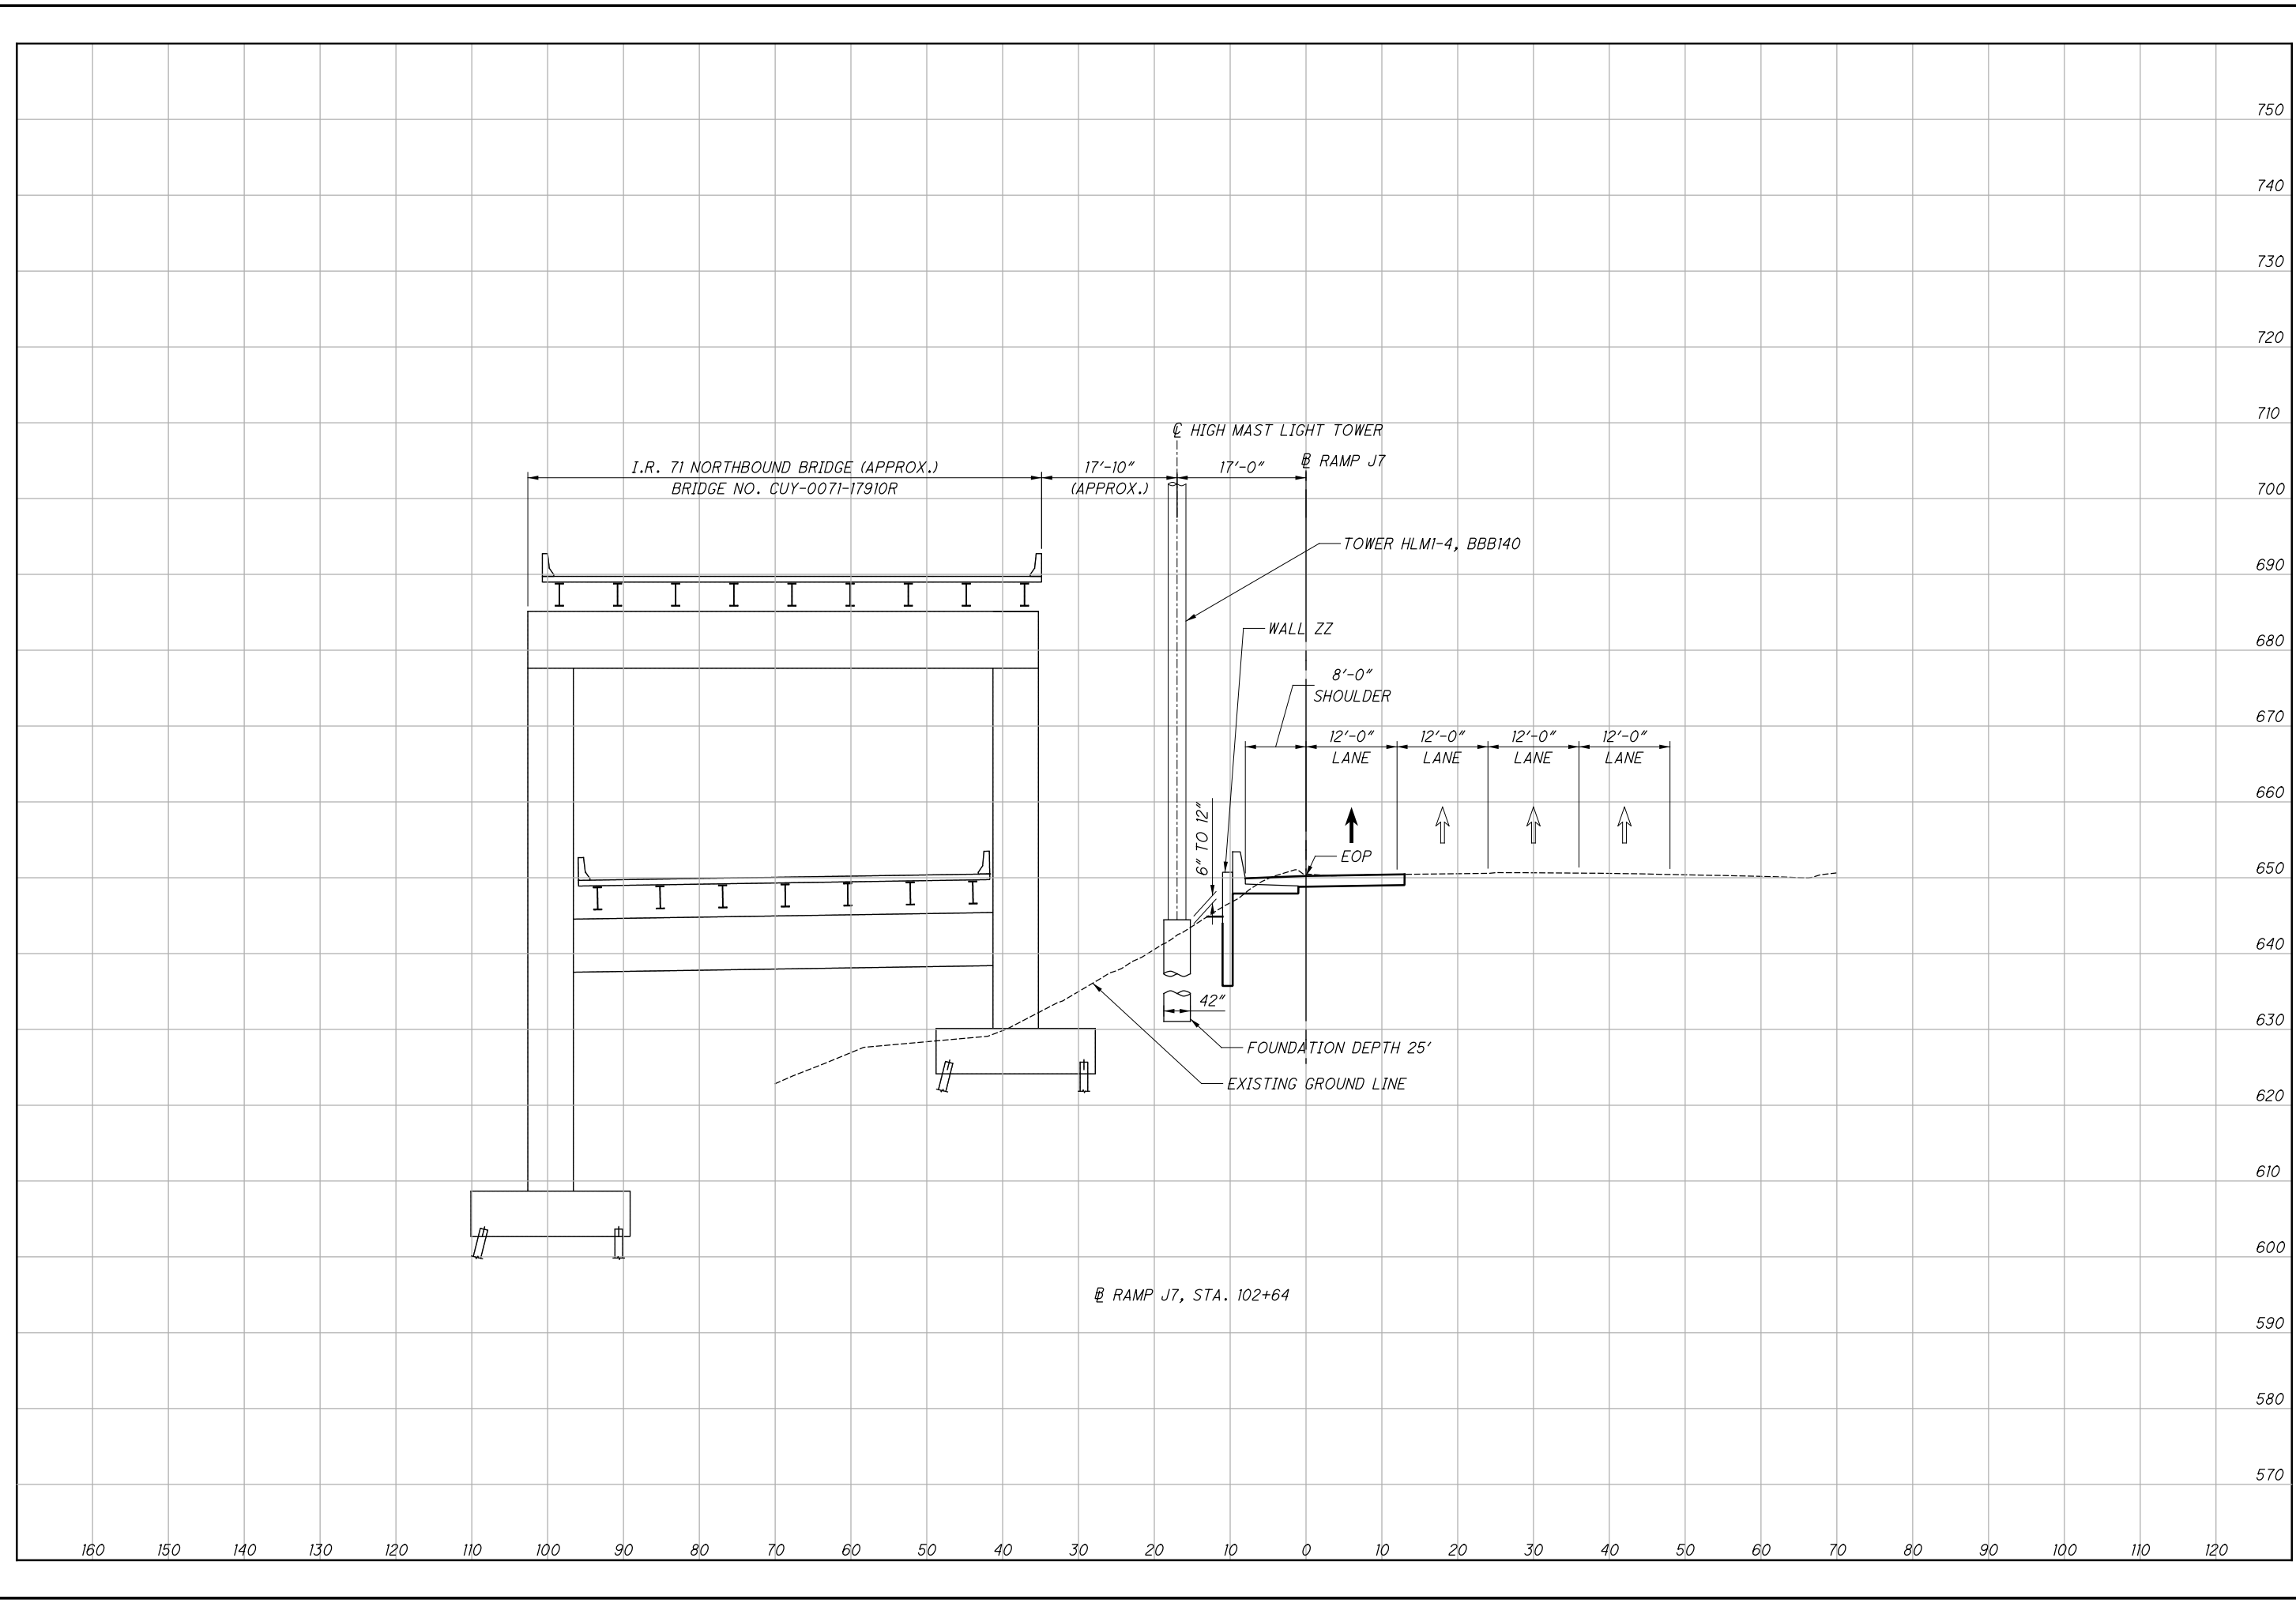 750
740
730
720
710
℄ HIGH MAST LIGHT TOWER
I.R. 71 NORTHBOUND BRIDGE (APPROX.)
BRIDGE NO. CUY-0071-17910R
17'-10"
(APPROX.)
17'-0"
RAMP J7
700
TOWER HLM1-4, BBB140
690
WALL ZZ
680
8'-0"
SHOULDER
670
12'-0"
LANE
12'-0"
LANE
12'-0"
LANE
12'-0"
LANE
660
6" TO 12"
EOP
650
640
42"
630
FOUNDATION DEPTH 25'
EXISTING GROUND LINE
620
610
600
RAMP J7, STA. 102+64
590
580
570
160 150 140 130 120 110 100 90 80 70 60 50 40 30 20 10 0 10 20 30 40 50 60 70 80 90 100 110 120